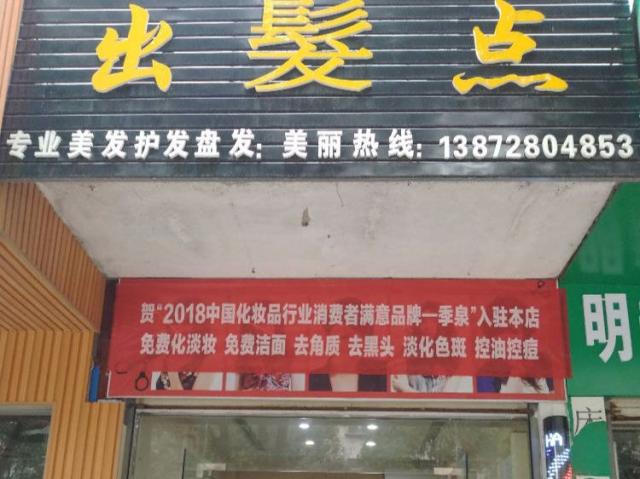 出髮点
专业美发护发盘发：美丽热线：13872804853
贺“2018中国化妆品行业消费者满意品牌一季泉”入驻本店
免费化淡妆 免费洁面 去角质 去黑头 淡化色斑 控油控痘
明
庆
HA